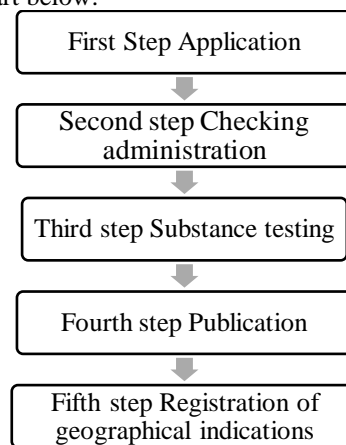 art below:
First Step Application
Second step Checking
administration
Third step Substance testing
Fourth step Publication
Fifth step Registration of
geographical indications